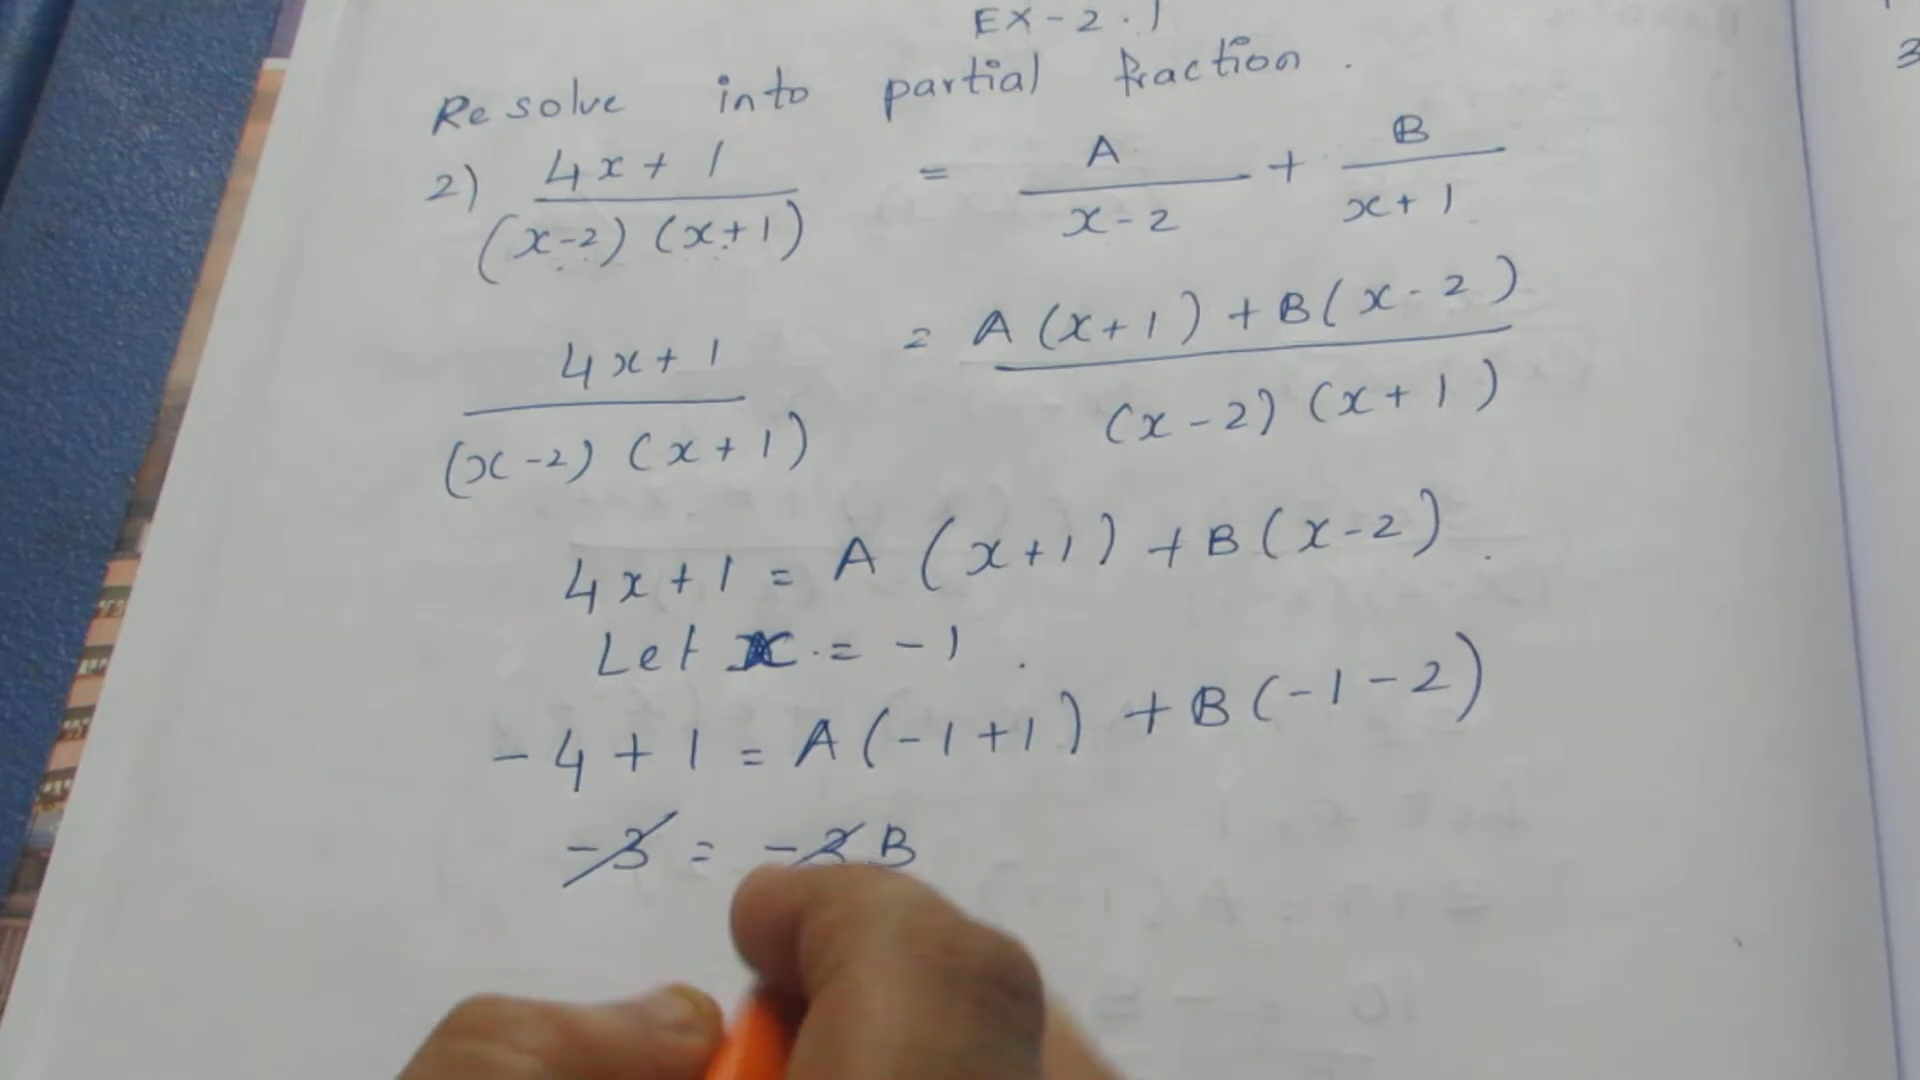 EX-2.1
Resolve into partial fraction.
2) 4x+1 / (x-2)(x+1) = A / x-2 + B / x+1
4x+1 / (x-2)(x+1) = A(x+1)+B(x-2) / (x-2)(x+1)
4x+1 = A(x+1)+B(x-2).
Let x = -1.
-4+1 = A(-1+1)+B(-1-2)
-3 = -3B
3